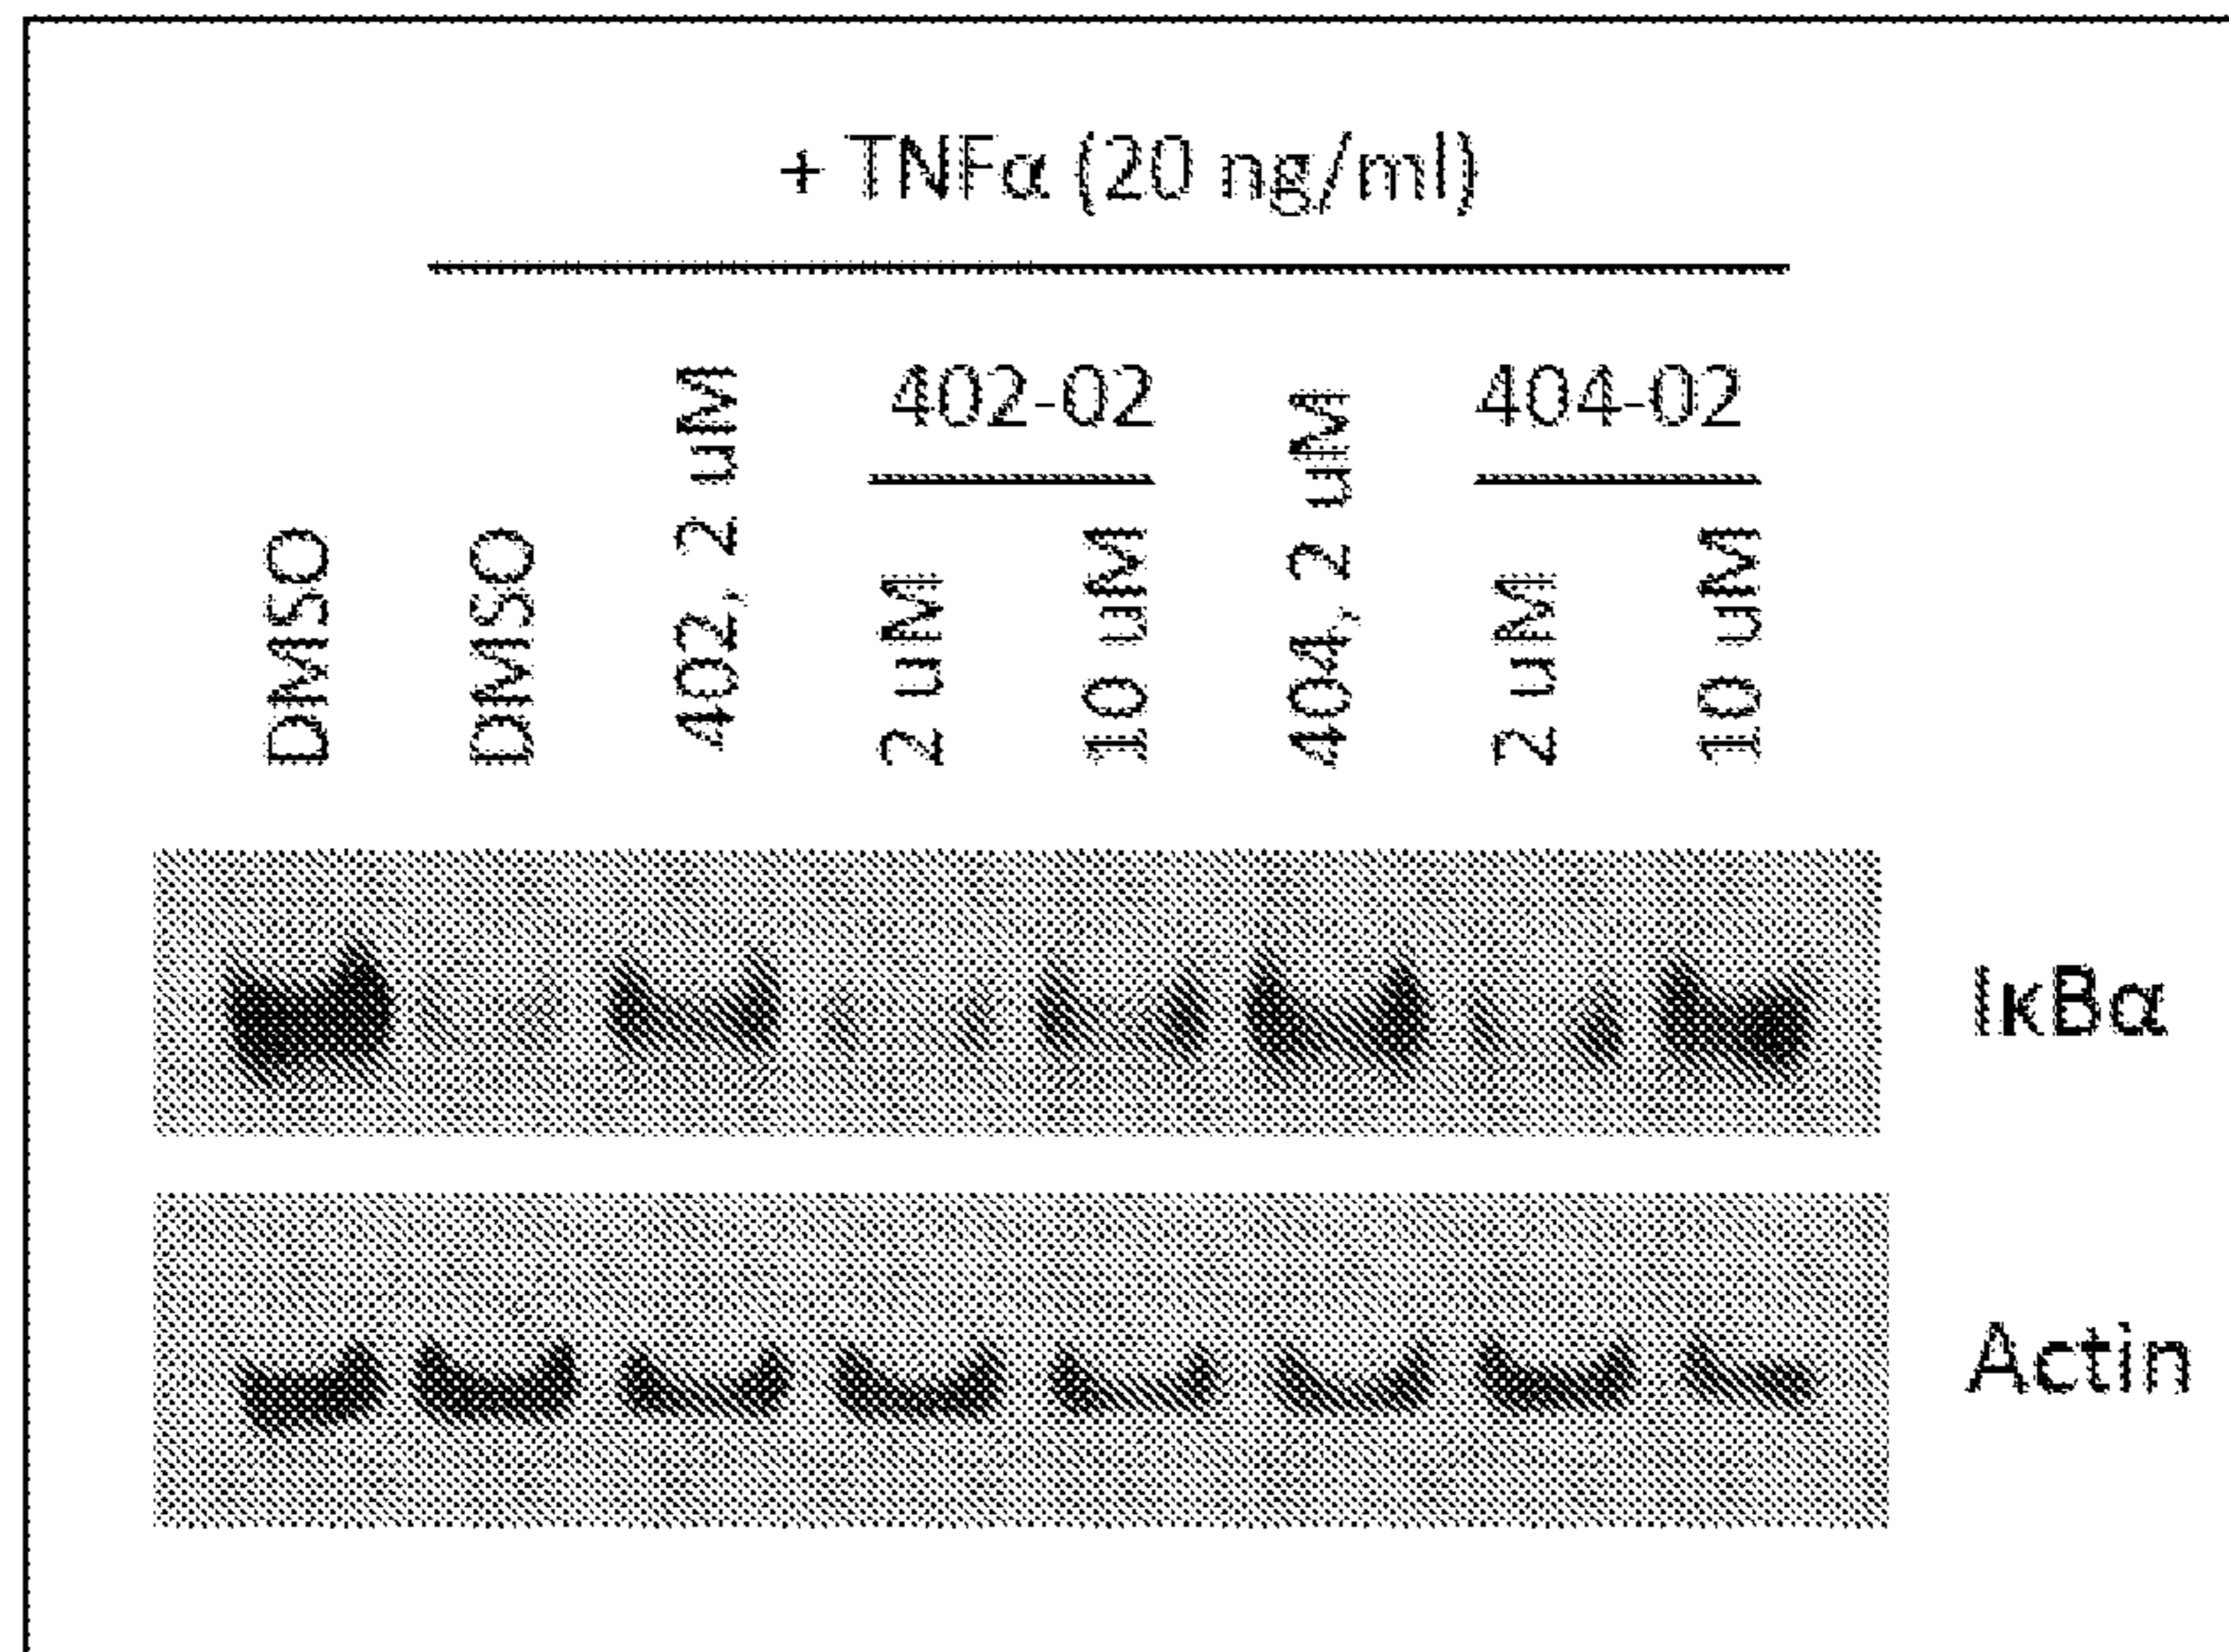 + TNFα (20 ng/ml)
402-02
404-02
DMSO
DMSO
402, 2 uM
2 uM
10 uM
404, 2 uM
2 uM
10 uM
IκBα
Actin